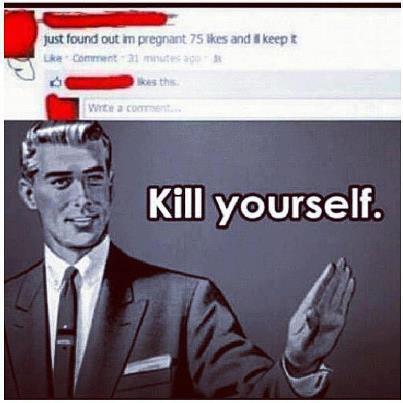 just found out im pregnant 75 likes and ill keep it
Like · Comment · 31 minutes ago ·
likes this.
Write a comment...
Kill yourself.